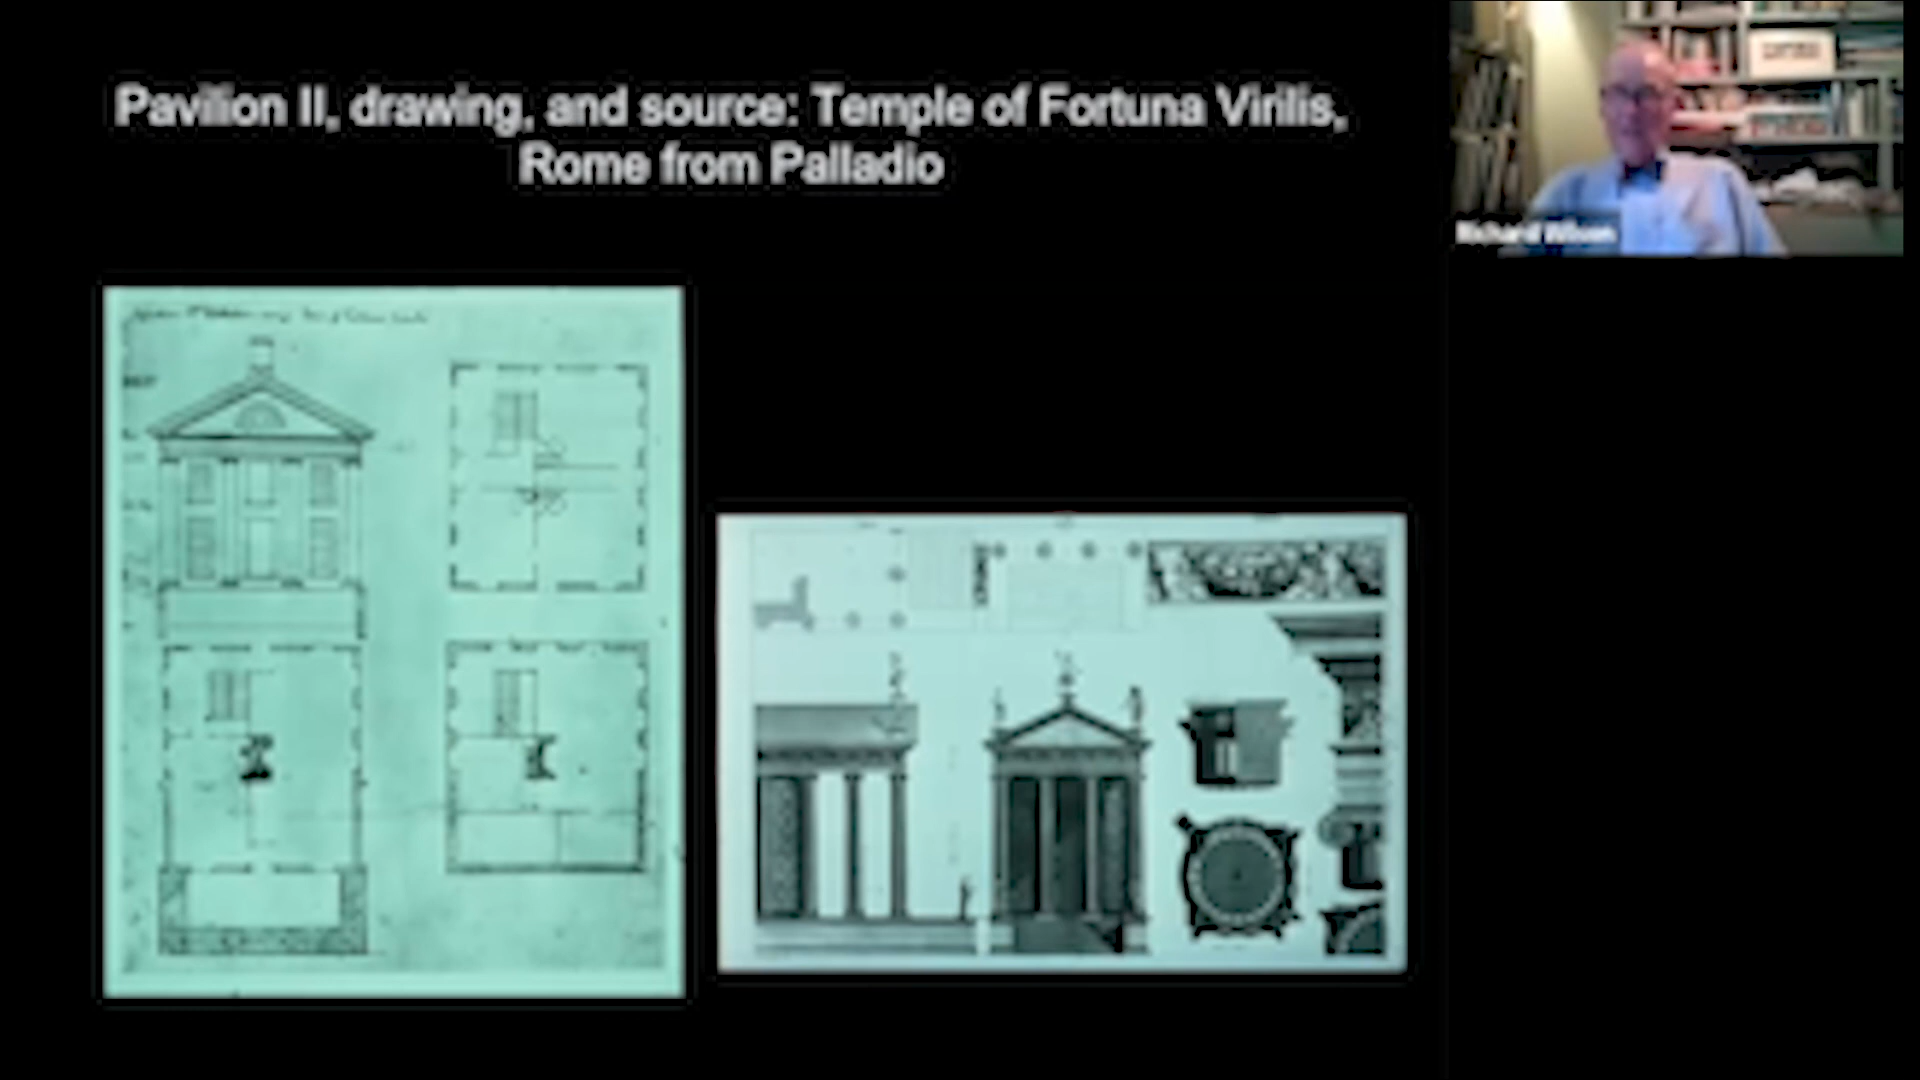 Pavilion II, drawing, and source: Temple of Fortuna Virilis,
Rome from Palladio
Richard Wilson